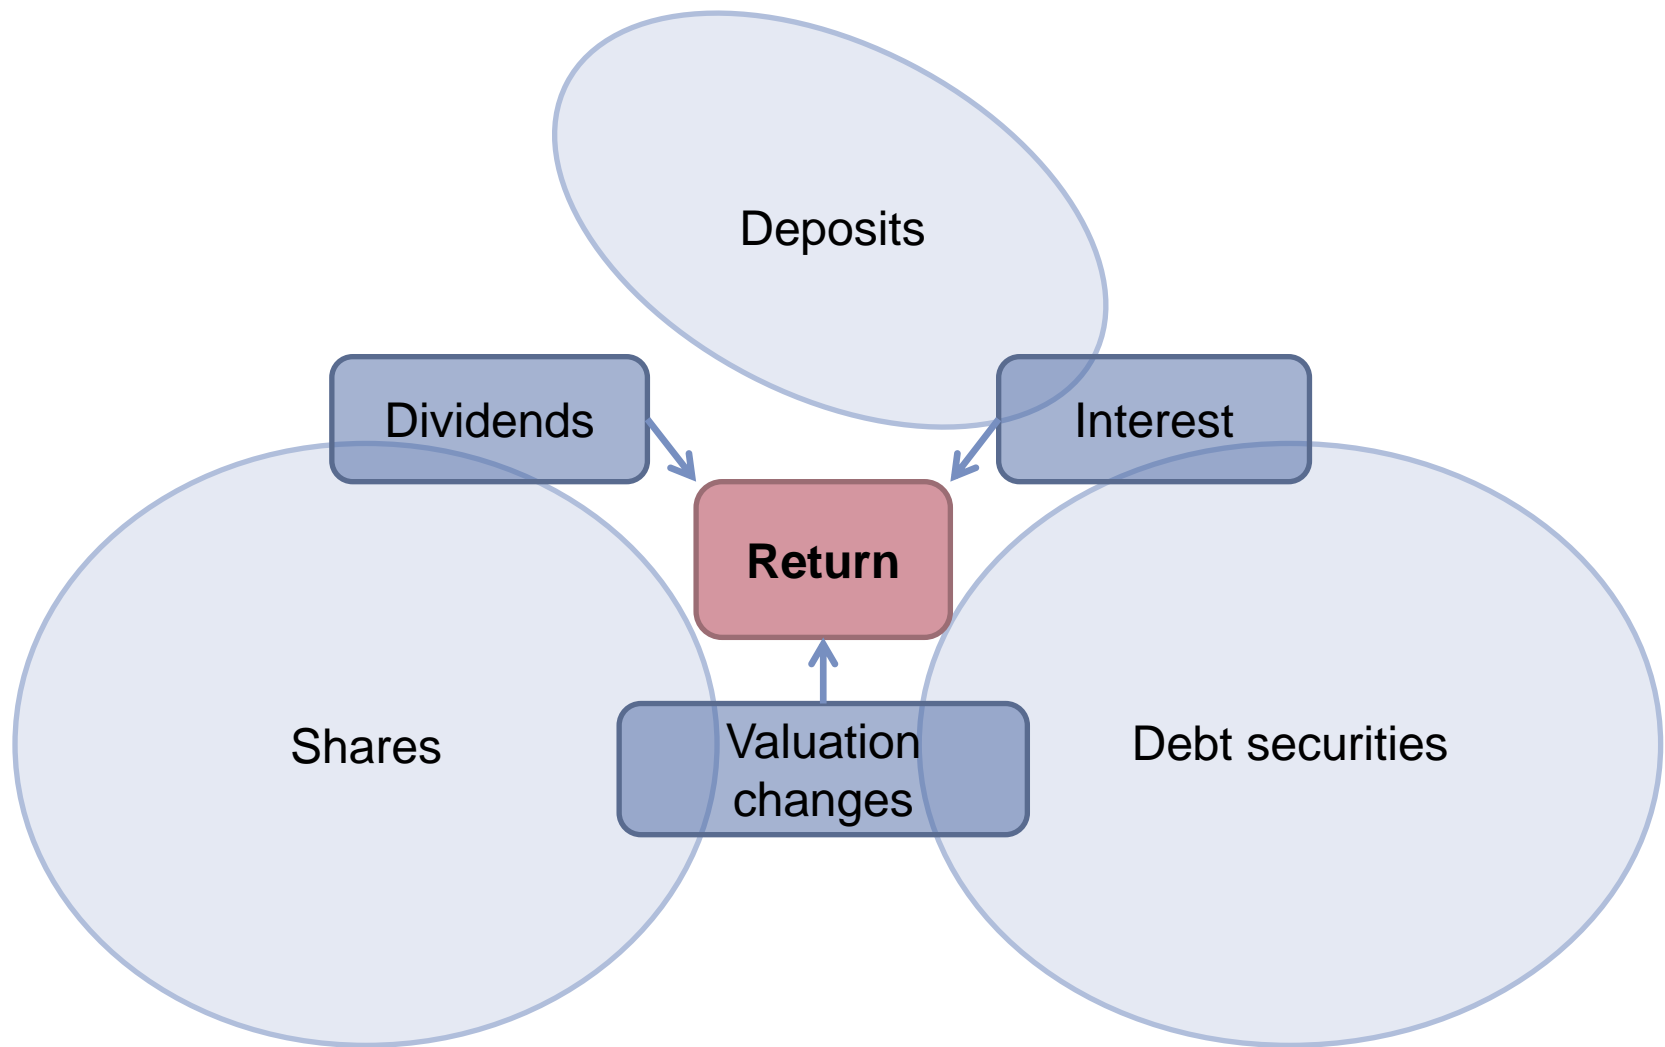 Deposits
Dividends
Interest
Return
Shares
Valuation
changes
Debt securities